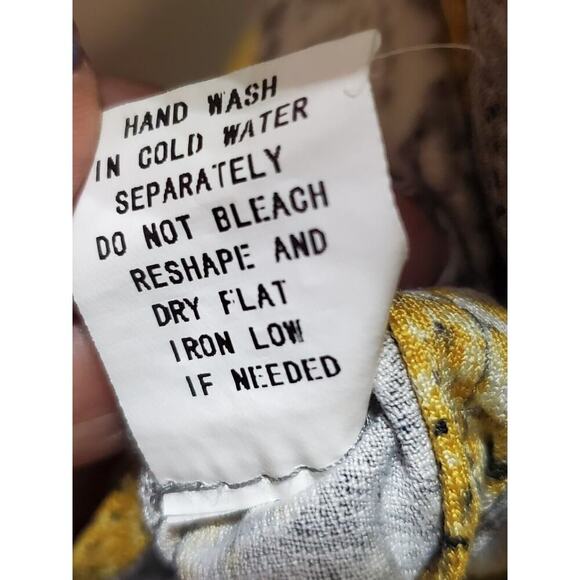 HAND WASH
IN COLD WATER
SEPARATELY
DO NOT BLEACH
RESHAPE AND
DRY FLAT
IRON LOW
IF NEEDED